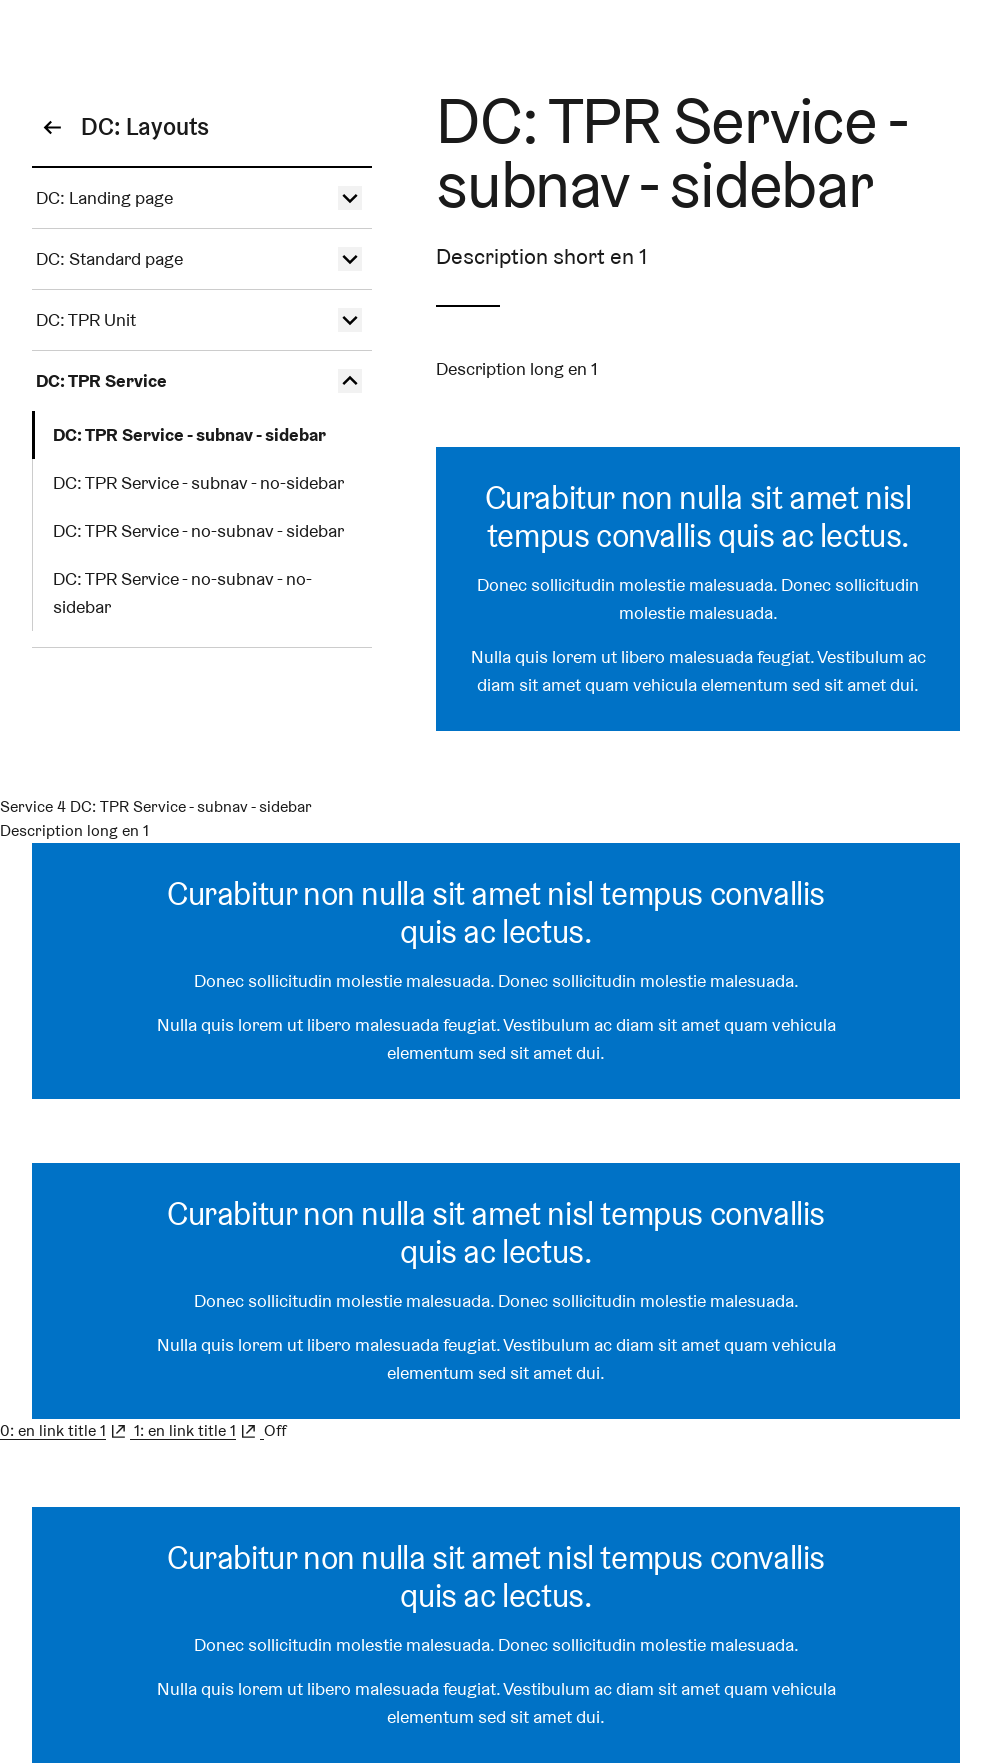 DC: Layouts
DC: Landing page
DC: Standard page
DC: TPR Unit
DC: TPR Service
DC: TPR Service - subnav - sidebar
DC: TPR Service - subnav - no-sidebar
DC: TPR Service - no-subnav - sidebar
DC: TPR Service - no-subnav - no-
sidebar
DC: TPR Service -
subnav - sidebar
Description short en 1
Description long en 1
Curabitur non nulla sit amet nisl
tempus convallis quis ac lectus.
Donec sollicitudin molestie malesuada. Donec sollicitudin
molestie malesuada.
Nulla quis lorem ut libero malesuada feugiat. Vestibulum ac
diam sit amet quam vehicula elementum sed sit amet dui.
Service 4 DC: TPR Service - subnav - sidebar
Description long en 1
Curabitur non nulla sit amet nisl tempus convallis
quis ac lectus.
Donec sollicitudin molestie malesuada. Donec sollicitudin molestie malesuada.
Nulla quis lorem ut libero malesuada feugiat. Vestibulum ac diam sit amet quam vehicula
elementum sed sit amet dui.
Curabitur non nulla sit amet nisl tempus convallis
quis ac lectus.
Donec sollicitudin molestie malesuada. Donec sollicitudin molestie malesuada.
Nulla quis lorem ut libero malesuada feugiat. Vestibulum ac diam sit amet quam vehicula
elementum sed sit amet dui.
0: en link title 1 1: en link title 1 Off
Curabitur non nulla sit amet nisl tempus convallis
quis ac lectus.
Donec sollicitudin molestie malesuada. Donec sollicitudin molestie malesuada.
Nulla quis lorem ut libero malesuada feugiat. Vestibulum ac diam sit amet quam vehicula
elementum sed sit amet dui.